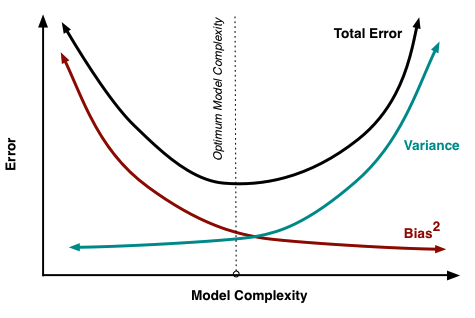 Total Error
Optimum Model Complexity
Error
Variance
Bias²
Model Complexity